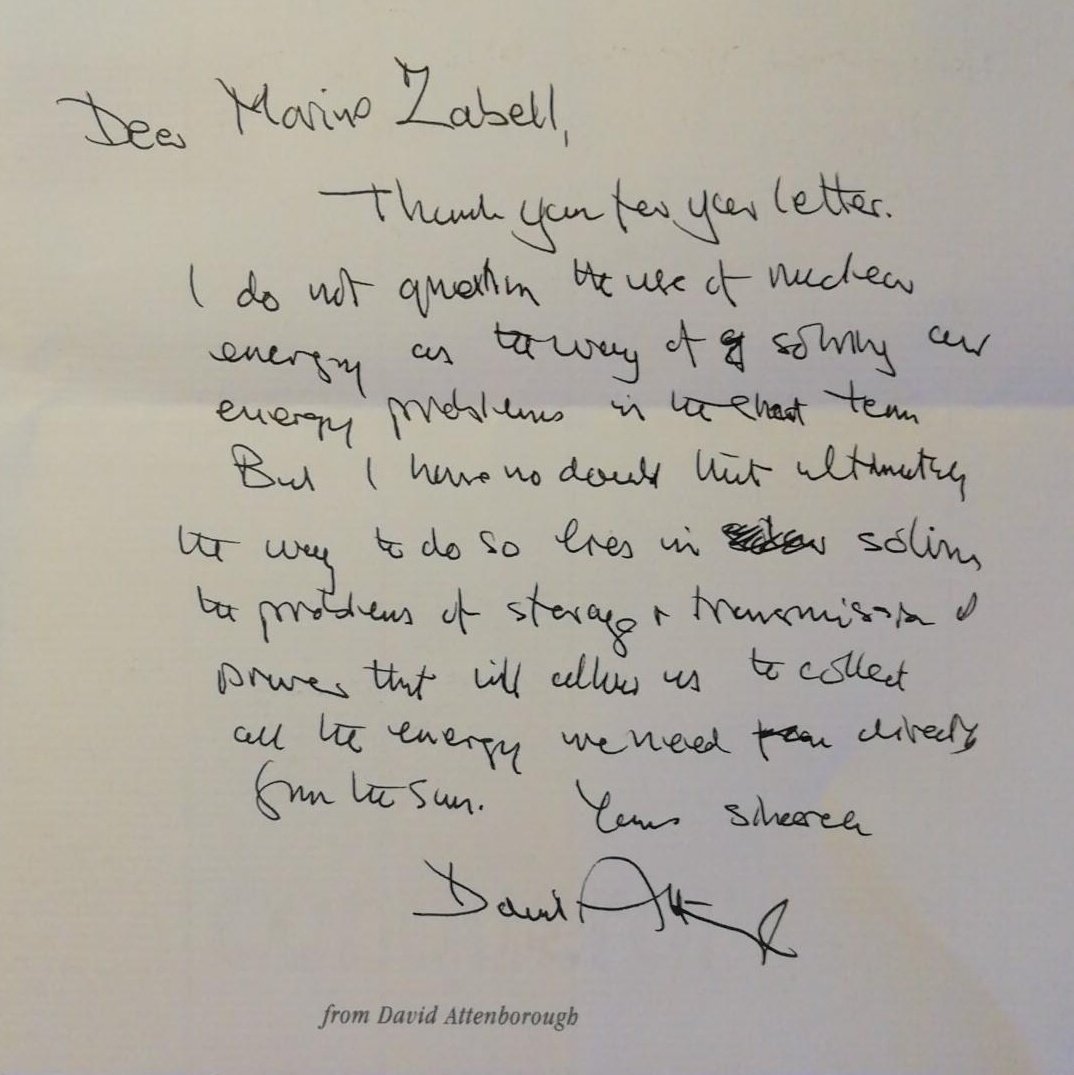 Dear Marino Zabell,
Thank you for your letter.
I do not question the use of nuclear
energy as the way of solving our
energy problems in the short term
But I have no doubt that ultimately
the way to do so lies in solving
the problems of storage + transmission of
power that will allow us to collect
all the energy we need directly
from the sun. Yours sincerely
David Attenborough
from David Attenborough